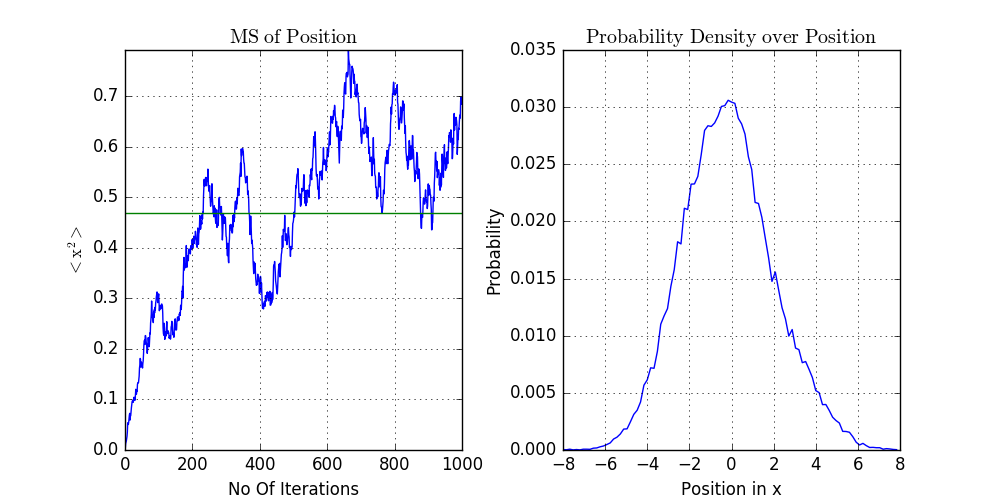 MS of Position
< x² >
0.7
0.6
0.5
0.4
0.3
0.2
0.1
0.0
0 200 400 600 800 1000
No Of Iterations
Probability Density over Position
Probability
0.035
0.030
0.025
0.020
0.015
0.010
0.005
0.000
−8 −6 −4 −2 0 2 4 6 8
Position in x